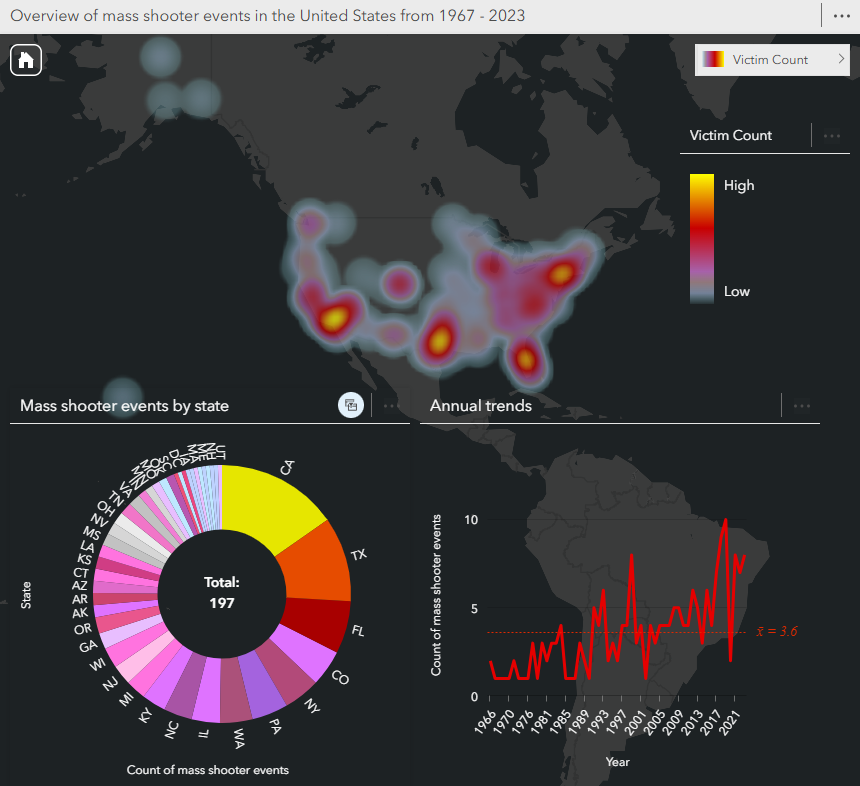 Overview of mass shooter events in the United States from 1967 - 2023
Victim Count
Victim Count
High
Low
Mass shooter events by state
State
Total:
197
CA
TX
FL
CO
NY
PA
WA
IL
NC
KY
MI
NJ
WI
GA
OR
AK
AR
AZ
CT
KS
LA
MS
NV
UT
Count of mass shooter events
Annual trends
Count of mass shooter events
10
5
0
x̄ = 3.6
1966
1970
1976
1981
1985
1989
1993
1997
2001
2005
2009
2013
2017
2021
Year